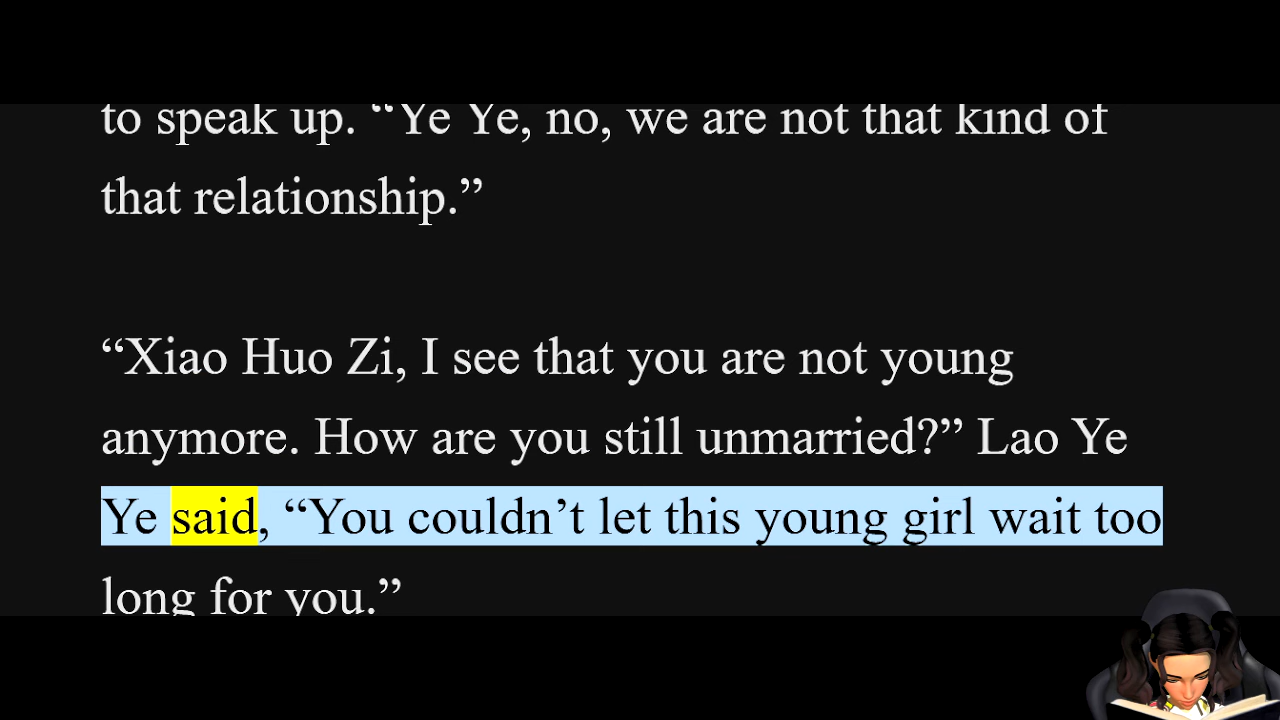 to speak up. “Ye Ye, no, we are not that kind of
that relationship.”
“Xiao Huo Zi, I see that you are not young
anymore. How are you still unmarried?” Lao Ye
Ye said, “You couldn’t let this young girl wait too
long for you.”